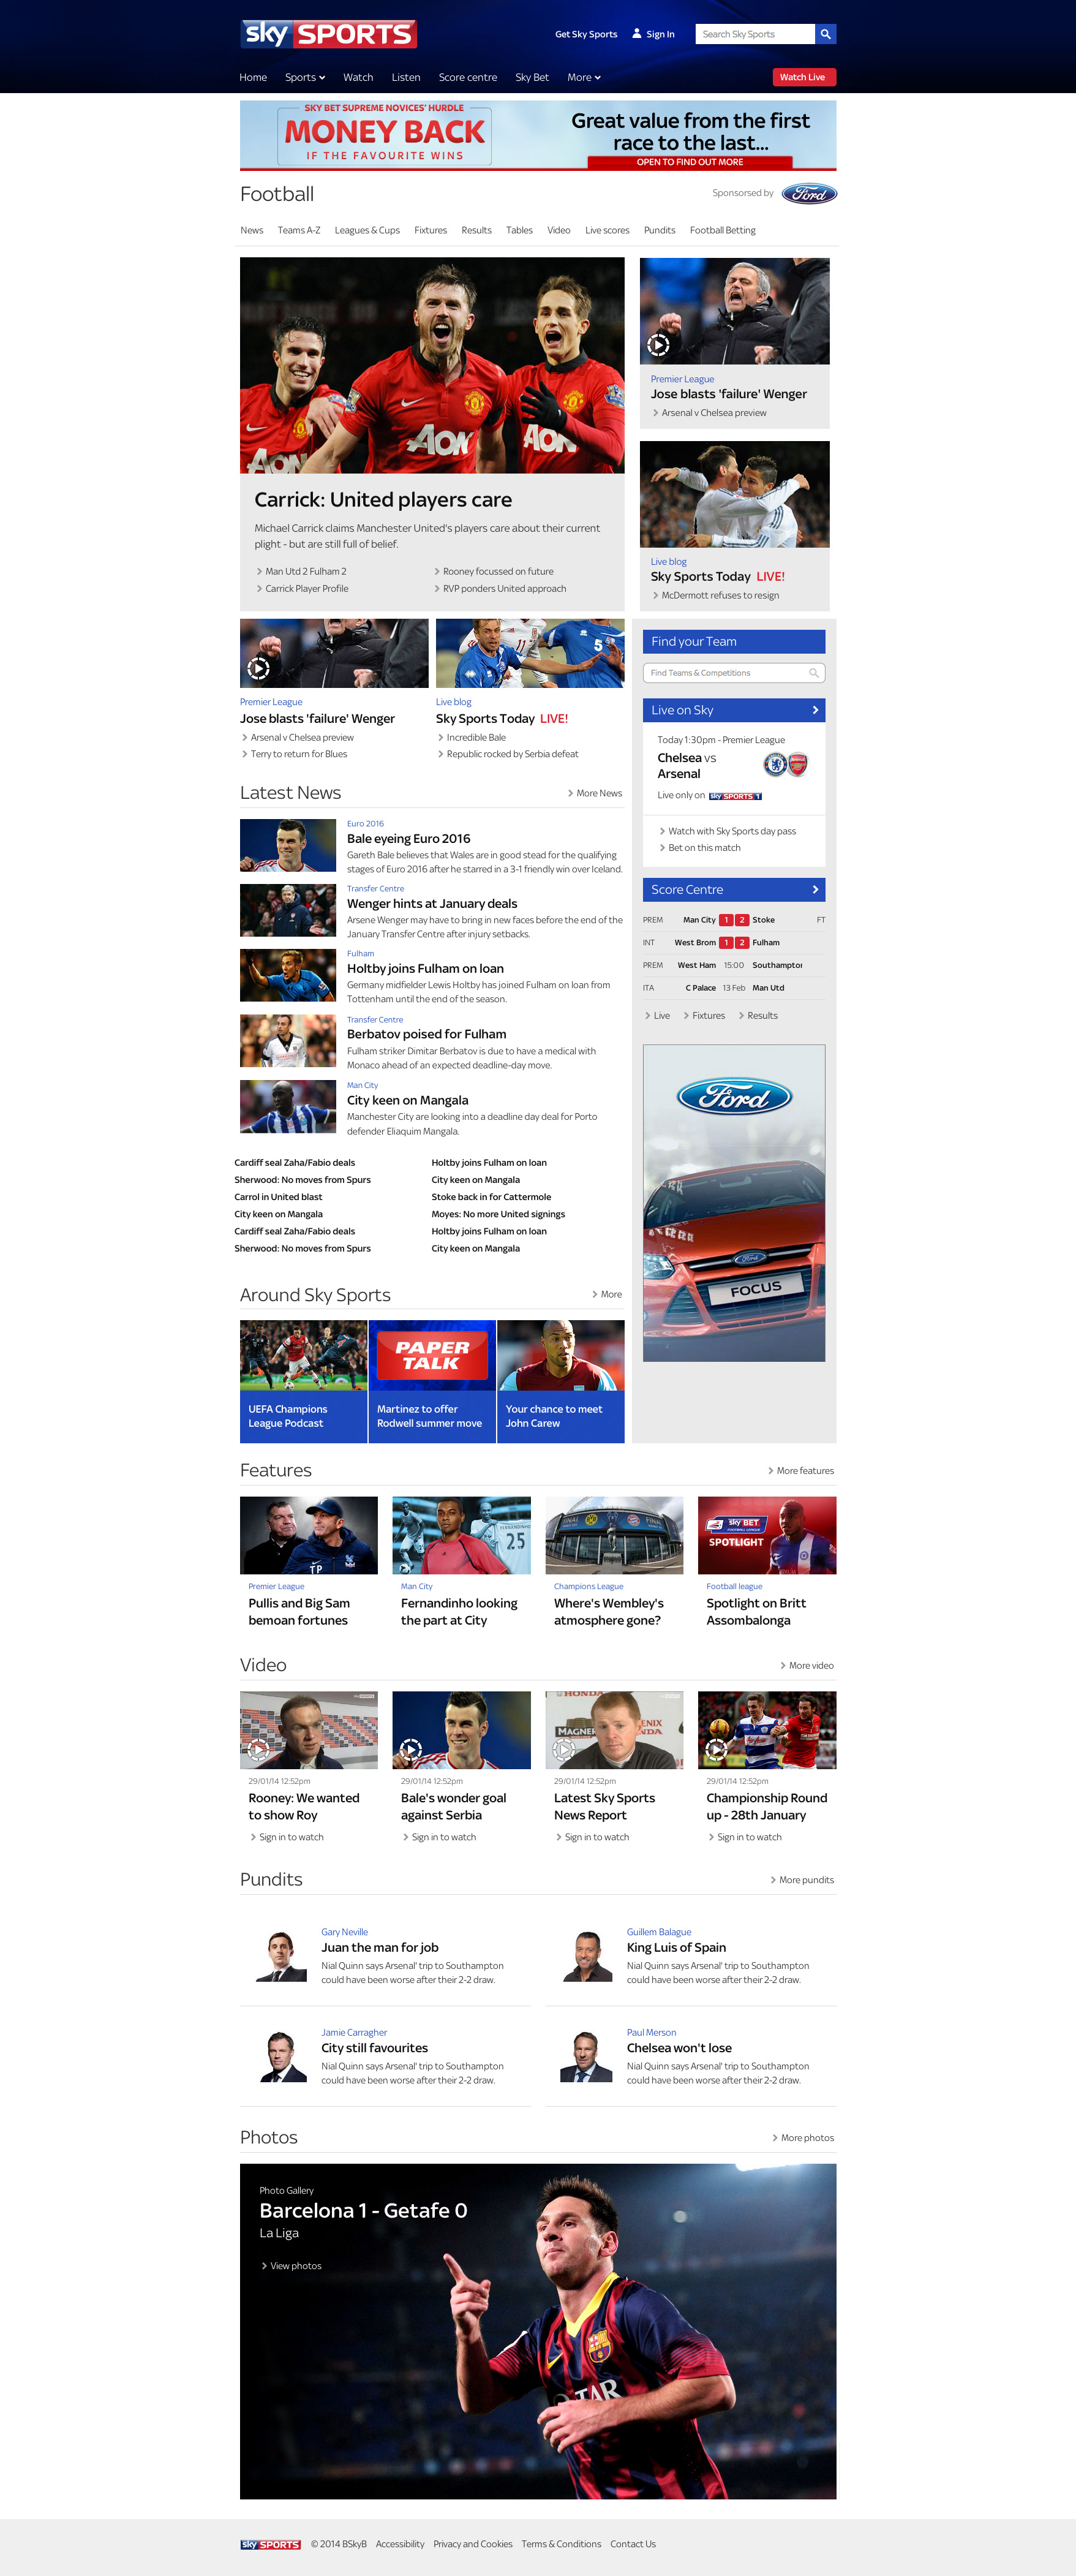 sky SPORTS
Get Sky Sports
Sign In
Search Sky Sports
Home
Sports
Watch
Listen
Score centre
Sky Bet
More
Watch Live
SKY BET SUPREME NOVICES' HURDLE
MONEY BACK
IF THE FAVOURITE WINS
Great value from the first
race to the last...
OPEN TO FIND OUT MORE
Football
Sponsorsed by
Ford
News
Teams A-Z
Leagues & Cups
Fixtures
Results
Tables
Video
Live scores
Pundits
Football Betting
AON
AON
Carrick: United players care
Michael Carrick claims Manchester United's players care about their current
plight - but are still full of belief.
Man Utd 2 Fulham 2
Rooney focussed on future
Carrick Player Profile
RVP ponders United approach
Premier League
Jose blasts 'failure' Wenger
Arsenal v Chelsea preview
Live blog
Sky Sports Today LIVE!
McDermott refuses to resign
11
5
Premier League
Jose blasts 'failure' Wenger
Arsenal v Chelsea preview
Terry to return for Blues
Live blog
Sky Sports Today LIVE!
Incredible Bale
Republic rocked by Serbia defeat
Find your Team
Find Teams & Competitions
Live on Sky
Today 1:30pm - Premier League
Chelsea vs
Arsenal
Live only on sky SPORTS 1
Watch with Sky Sports day pass
Bet on this match
Score Centre
PREM Man City 1 2 Stoke FT
INT West Brom 1 2 Fulham
PREM West Ham 15:00 Southampton
ITA C Palace 13 Feb Man Utd
Live
Fixtures
Results
Ford
Ford
FOCUS
Latest News
More News
Euro 2016
Bale eyeing Euro 2016
Gareth Bale believes that Wales are in good stead for the qualifying
stages of Euro 2016 after he starred in a 3-1 friendly win over Iceland.
Transfer Centre
Wenger hints at January deals
Arsene Wenger may have to bring in new faces before the end of the
January Transfer Centre after injury setbacks.
Fulham
Holtby joins Fulham on loan
Germany midfielder Lewis Holtby has joined Fulham on loan from
Tottenham until the end of the season.
Transfer Centre
Berbatov poised for Fulham
Fulham striker Dimitar Berbatov is due to have a medical with
Monaco ahead of an expected deadline-day move.
Man City
City keen on Mangala
Manchester City are looking into a deadline day deal for Porto
defender Eliaquim Mangala.
Cardiff seal Zaha/Fabio deals
Holtby joins Fulham on loan
Sherwood: No moves from Spurs
City keen on Mangala
Carrol in United blast
Stoke back in for Cattermole
City keen on Mangala
Moyes: No more United signings
Cardiff seal Zaha/Fabio deals
Holtby joins Fulham on loan
Sherwood: No moves from Spurs
City keen on Mangala
Around Sky Sports
More
PAPER
TALK
UEFA Champions
League Podcast
Martinez to offer
Rodwell summer move
Your chance to meet
John Carew
Features
More features
TP
FERNANDINHO
25
FINAL
sky BET
FOOTBALL LEAGUE
SPOTLIGHT
Premier League
Pullis and Big Sam
bemoan fortunes
Man City
Fernandinho looking
the part at City
Champions League
Where's Wembley's
atmosphere gone?
Football league
Spotlight on Britt
Assombalonga
Video
More video
HONDA
MAGNER
29/01/14 12:52pm
Rooney: We wanted
to show Roy
Sign in to watch
29/01/14 12:52pm
Bale's wonder goal
against Serbia
Sign in to watch
29/01/14 12:52pm
Latest Sky Sports
News Report
Sign in to watch
29/01/14 12:52pm
Championship Round
up - 28th January
Sign in to watch
Pundits
More pundits
Gary Neville
Juan the man for job
Nial Quinn says Arsenal' trip to Southampton
could have been worse after their 2-2 draw.
Guillem Balague
King Luis of Spain
Nial Quinn says Arsenal' trip to Southampton
could have been worse after their 2-2 draw.
Jamie Carragher
City still favourites
Nial Quinn says Arsenal' trip to Southampton
could have been worse after their 2-2 draw.
Paul Merson
Chelsea won't lose
Nial Quinn says Arsenal' trip to Southampton
could have been worse after their 2-2 draw.
Photos
More photos
Photo Gallery
Barcelona 1 - Getafe 0
La Liga
View photos
sky SPORTS
© 2014 BSkyB
Accessibility
Privacy and Cookies
Terms & Conditions
Contact Us